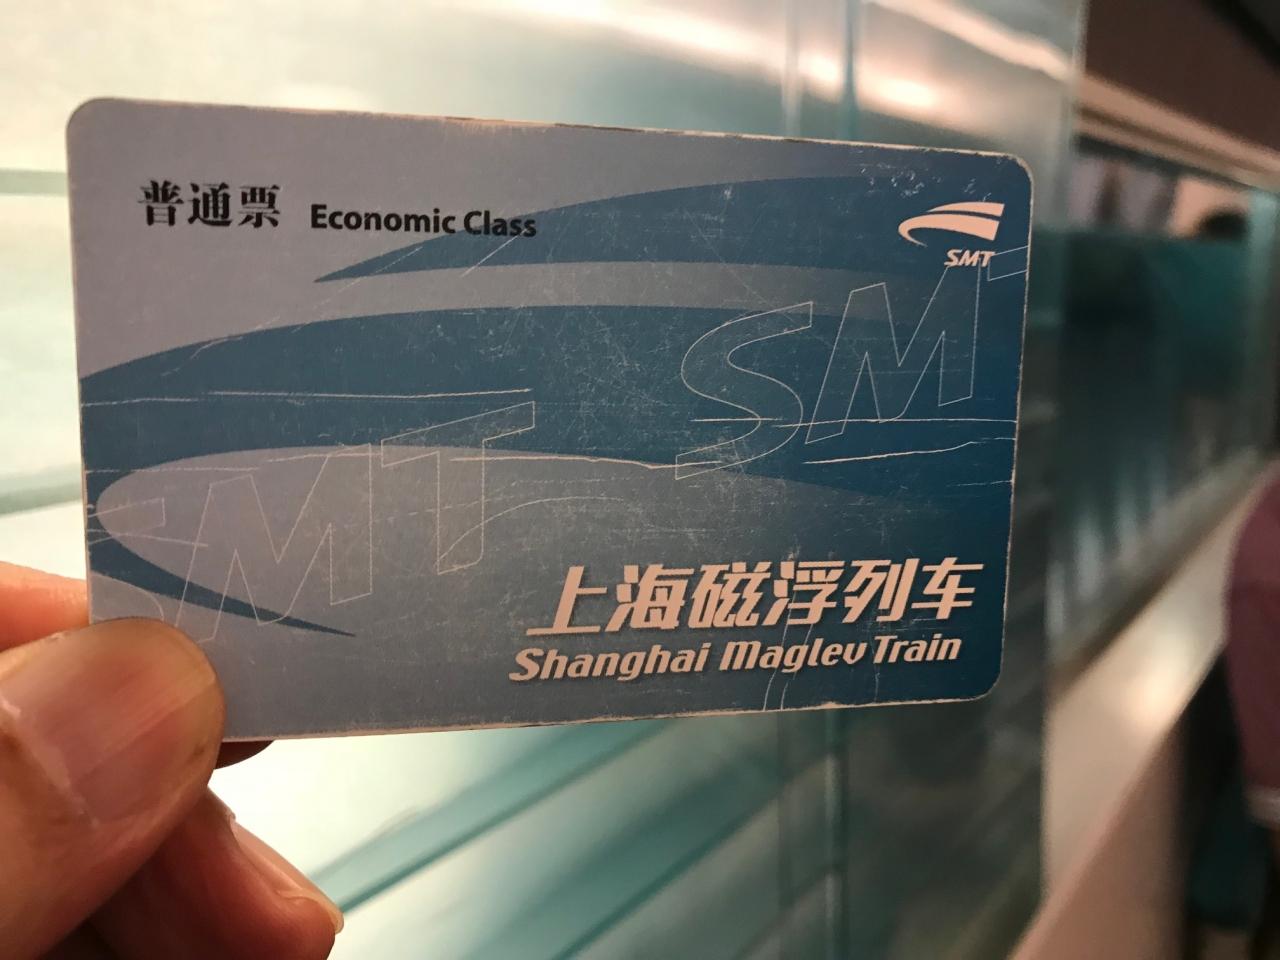 普通票 Economic Class
SMT
SMT
SMT
上海磁浮列车
Shanghai Maglev Train